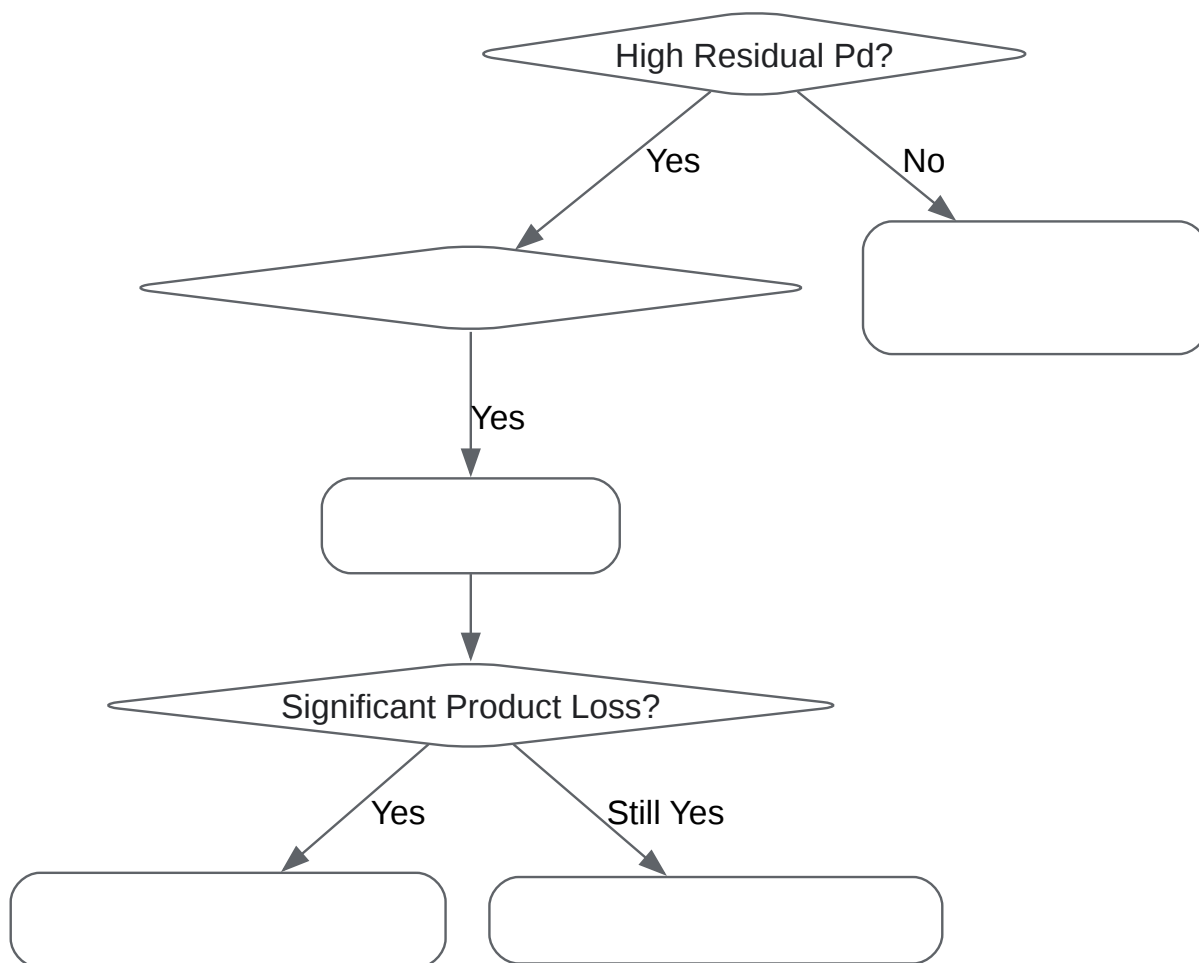 High Residual Pd?
Yes
No
Yes
Significant Product Loss?
Yes
Still Yes